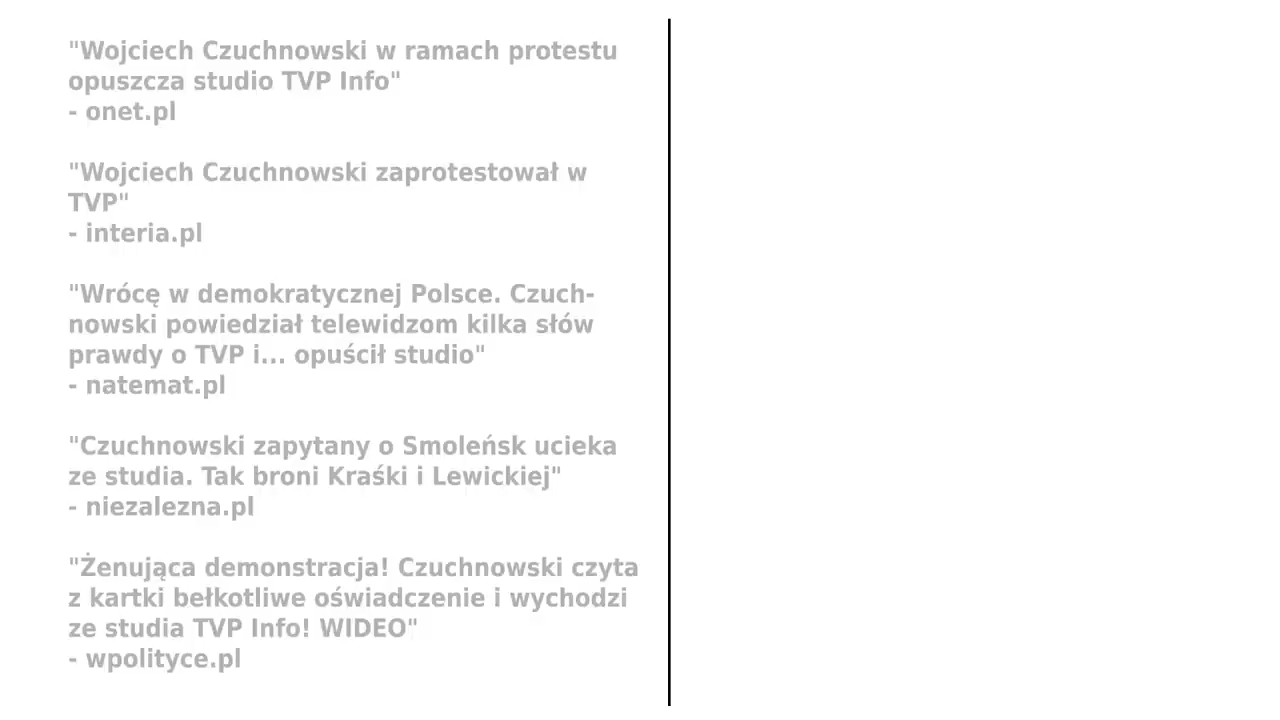 "Wojciech Czuchnowski w ramach protestu
opuszcza studio TVP Info"
- onet.pl
"Wojciech Czuchnowski zaprotestował w
TVP"
- interia.pl
"Wrócę w demokratycznej Polsce. Czuch-
nowski powiedział telewidzom kilka słów
prawdy o TVP i... opuścił studio"
- natemat.pl
"Czuchnowski zapytany o Smoleńsk ucieka
ze studia. Tak broni Kraśki i Lewickiej"
- niezalezna.pl
"Żenująca demonstracja! Czuchnowski czyta
z kartki bełkotliwe oświadczenie i wychodzi
ze studia TVP Info! WIDEO"
- wpolityce.pl